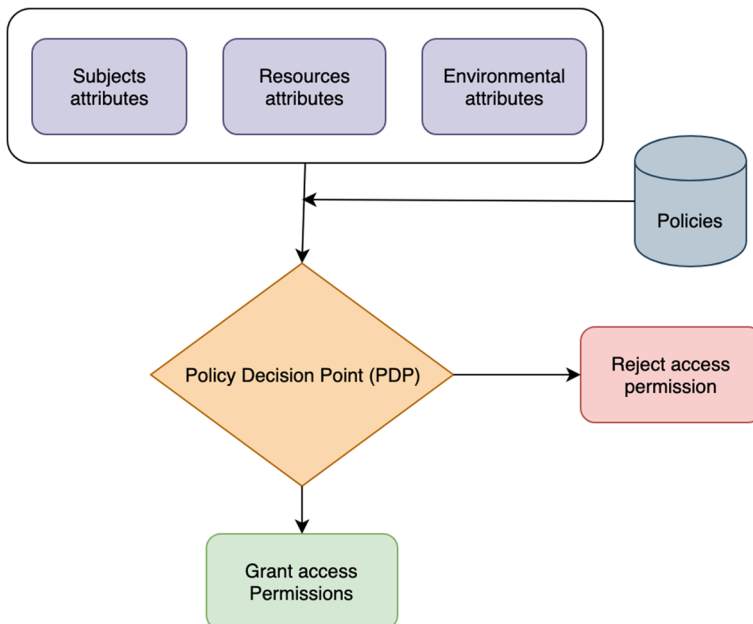 Subjects
attributes
Resources
attributes
Environmental
attributes
Policies
Policy Decision Point (PDP)
Reject access
permission
Grant access
Permissions